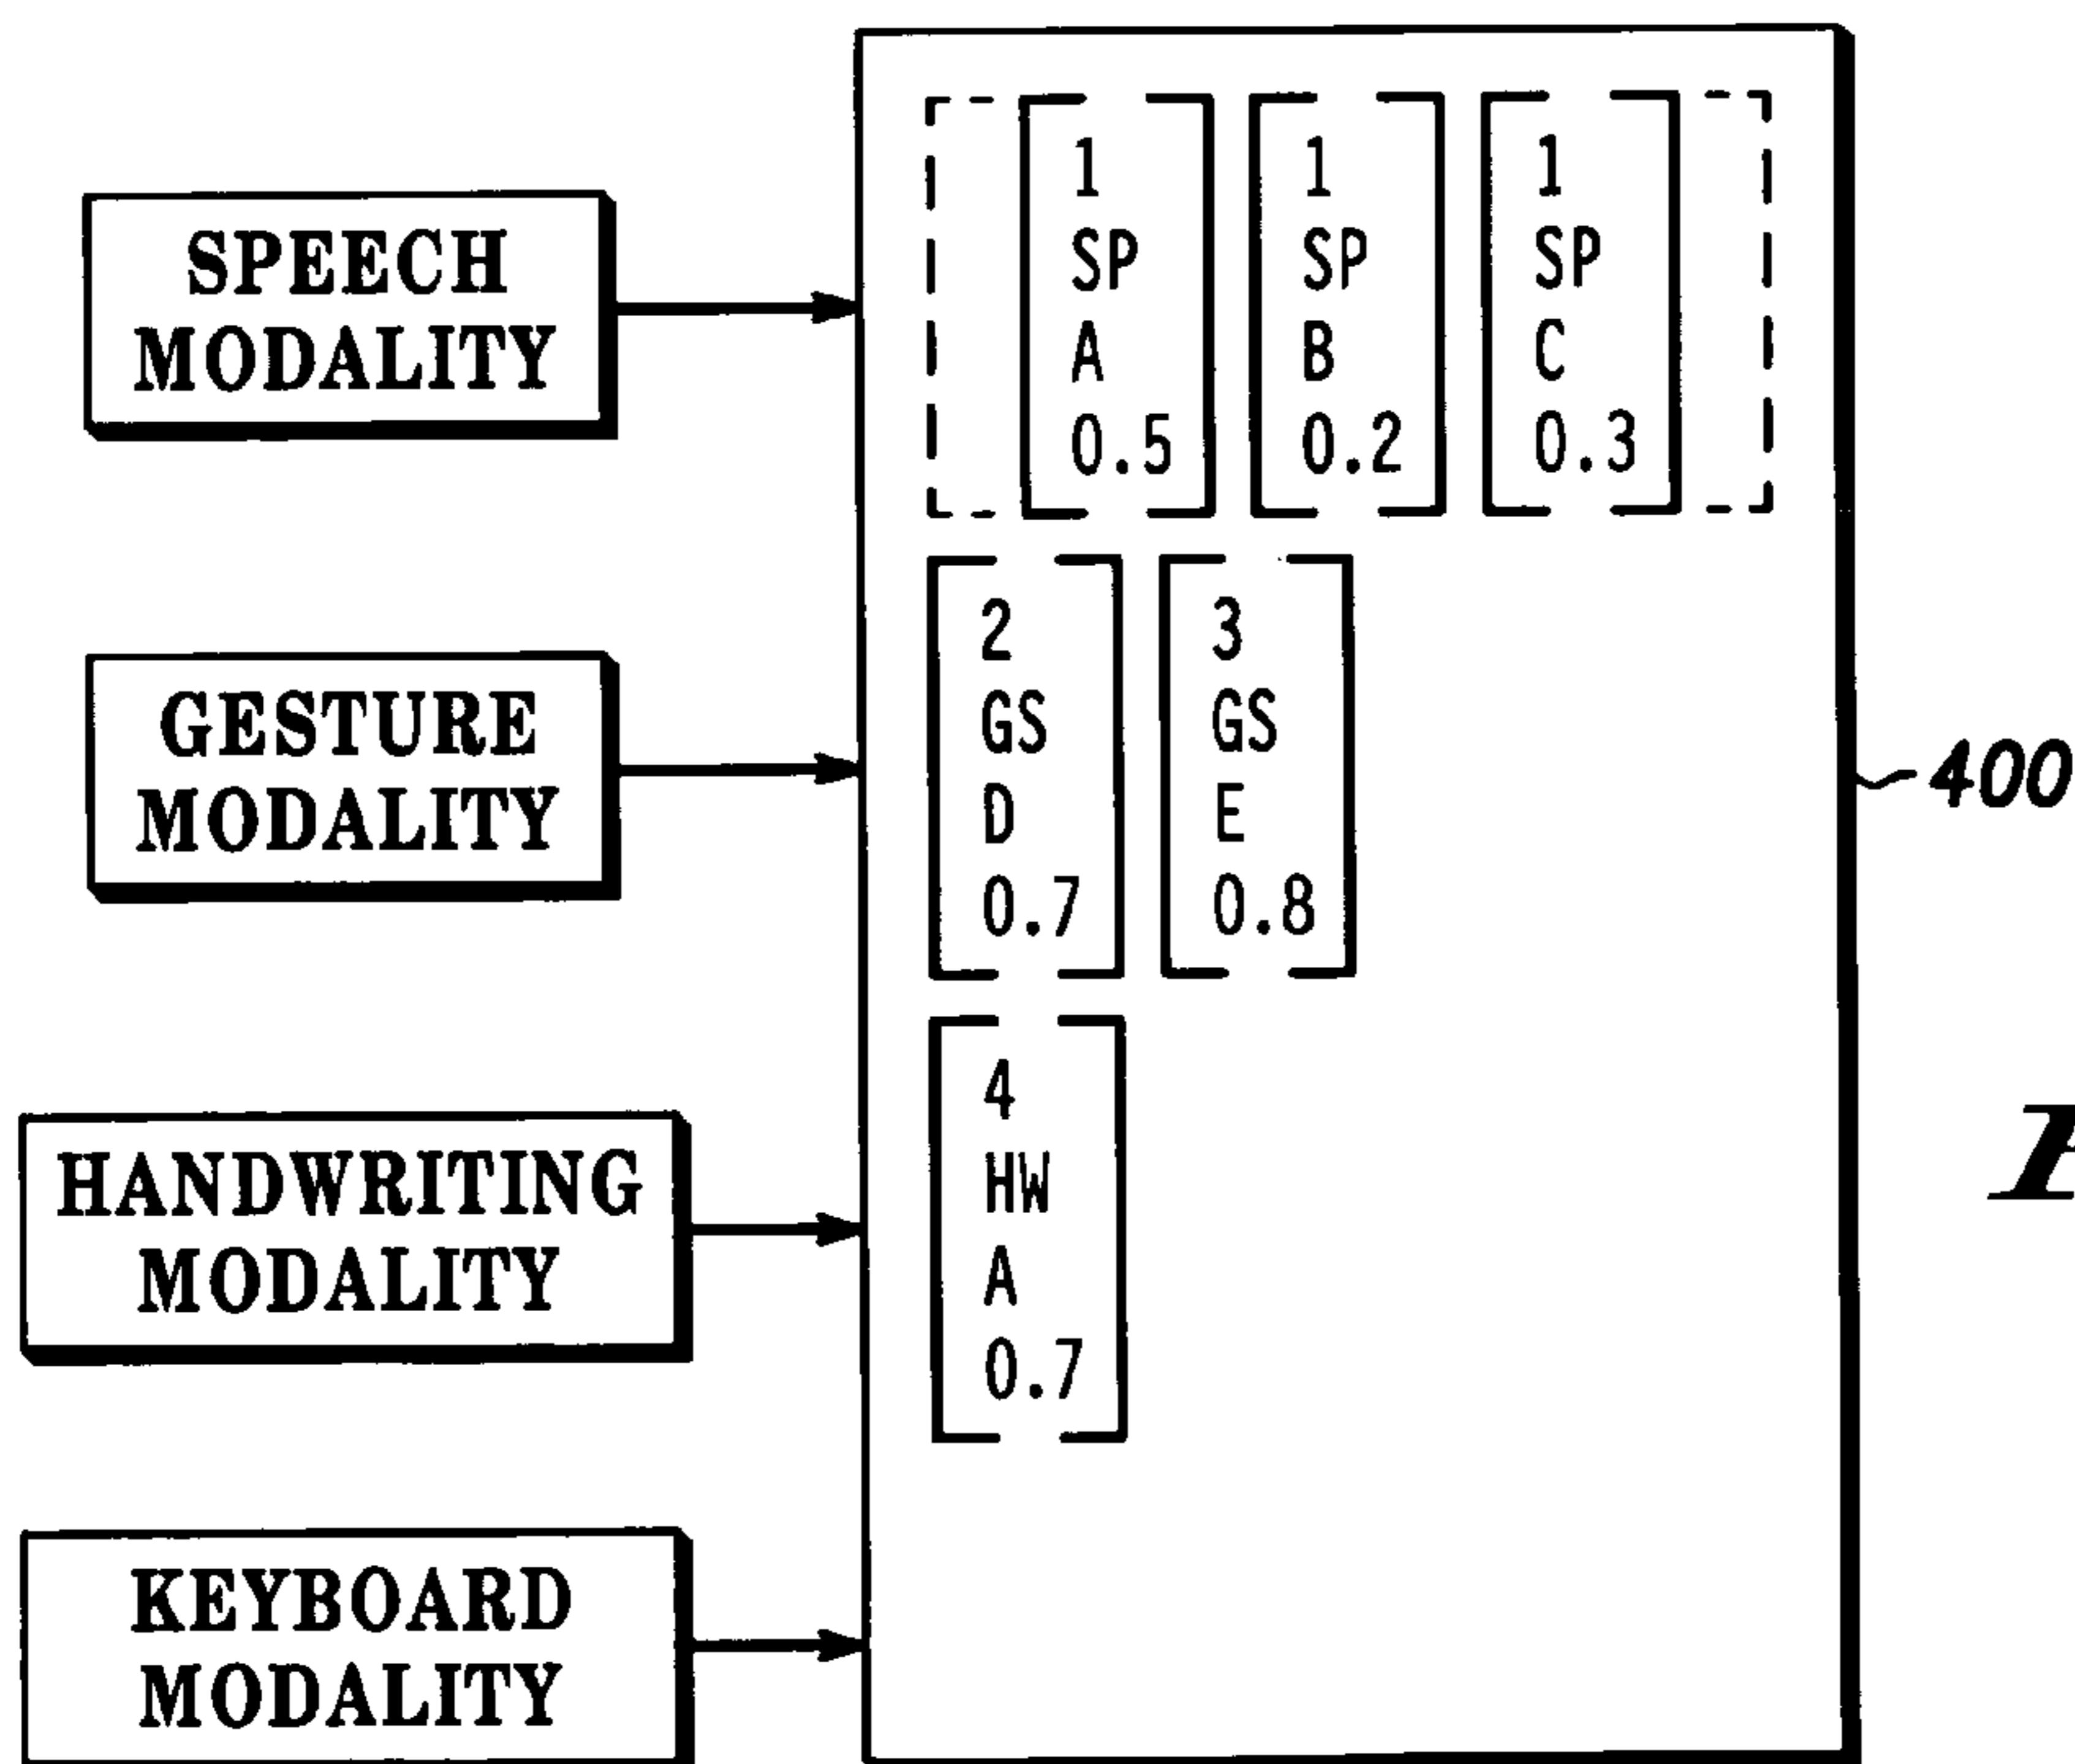 SPEECH
MODALITY
1
SP
A
0.5
1
SP
B
0.2
1
SP
C
0.3
GESTURE
MODALITY
2
GS
D
0.7
3
GS
E
0.8
400
HANDWRITING
MODALITY
4
HW
A
0.7
KEYBOARD
MODALITY